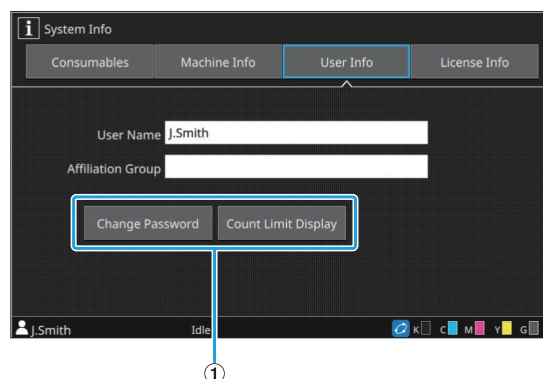 i System Info
Consumables Machine Info User Info License Info
User Name J.Smith
Affiliation Group
Change Password Count Limit Display
J.Smith Idle K C M Y G
1